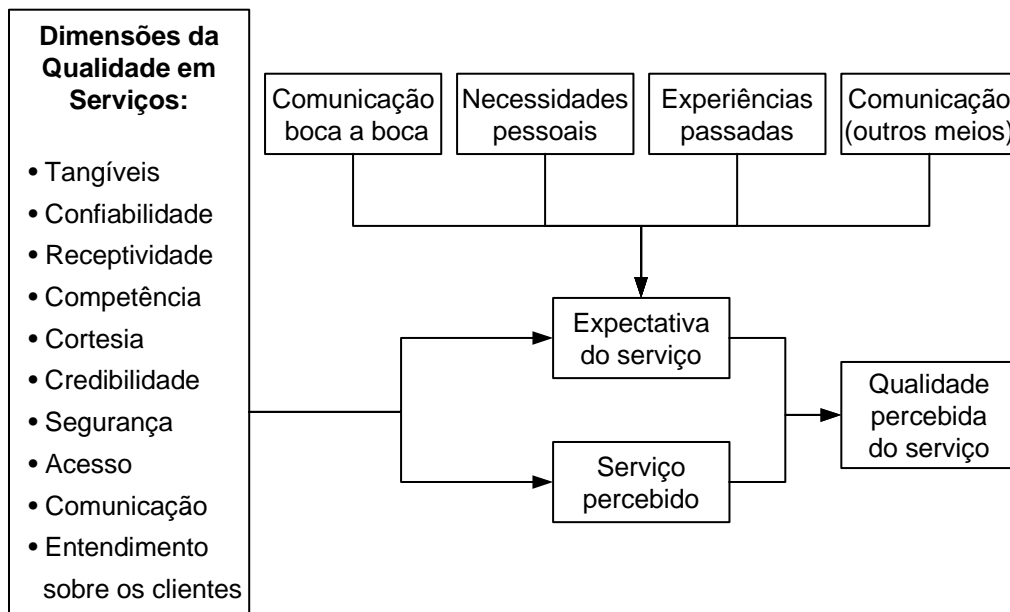 Dimensões da
Qualidade em
Serviços:
• Tangíveis
• Confiabilidade
• Receptividade
• Competência
• Cortesia
• Credibilidade
• Segurança
• Acesso
• Comunicação
• Entendimento
sobre os clientes
Comunicação
boca a boca
Necessidades
pessoais
Experiências
passadas
Comunicação
(outros meios)
Expectativa
do serviço
Serviço
percebido
Qualidade
percebida
do serviço